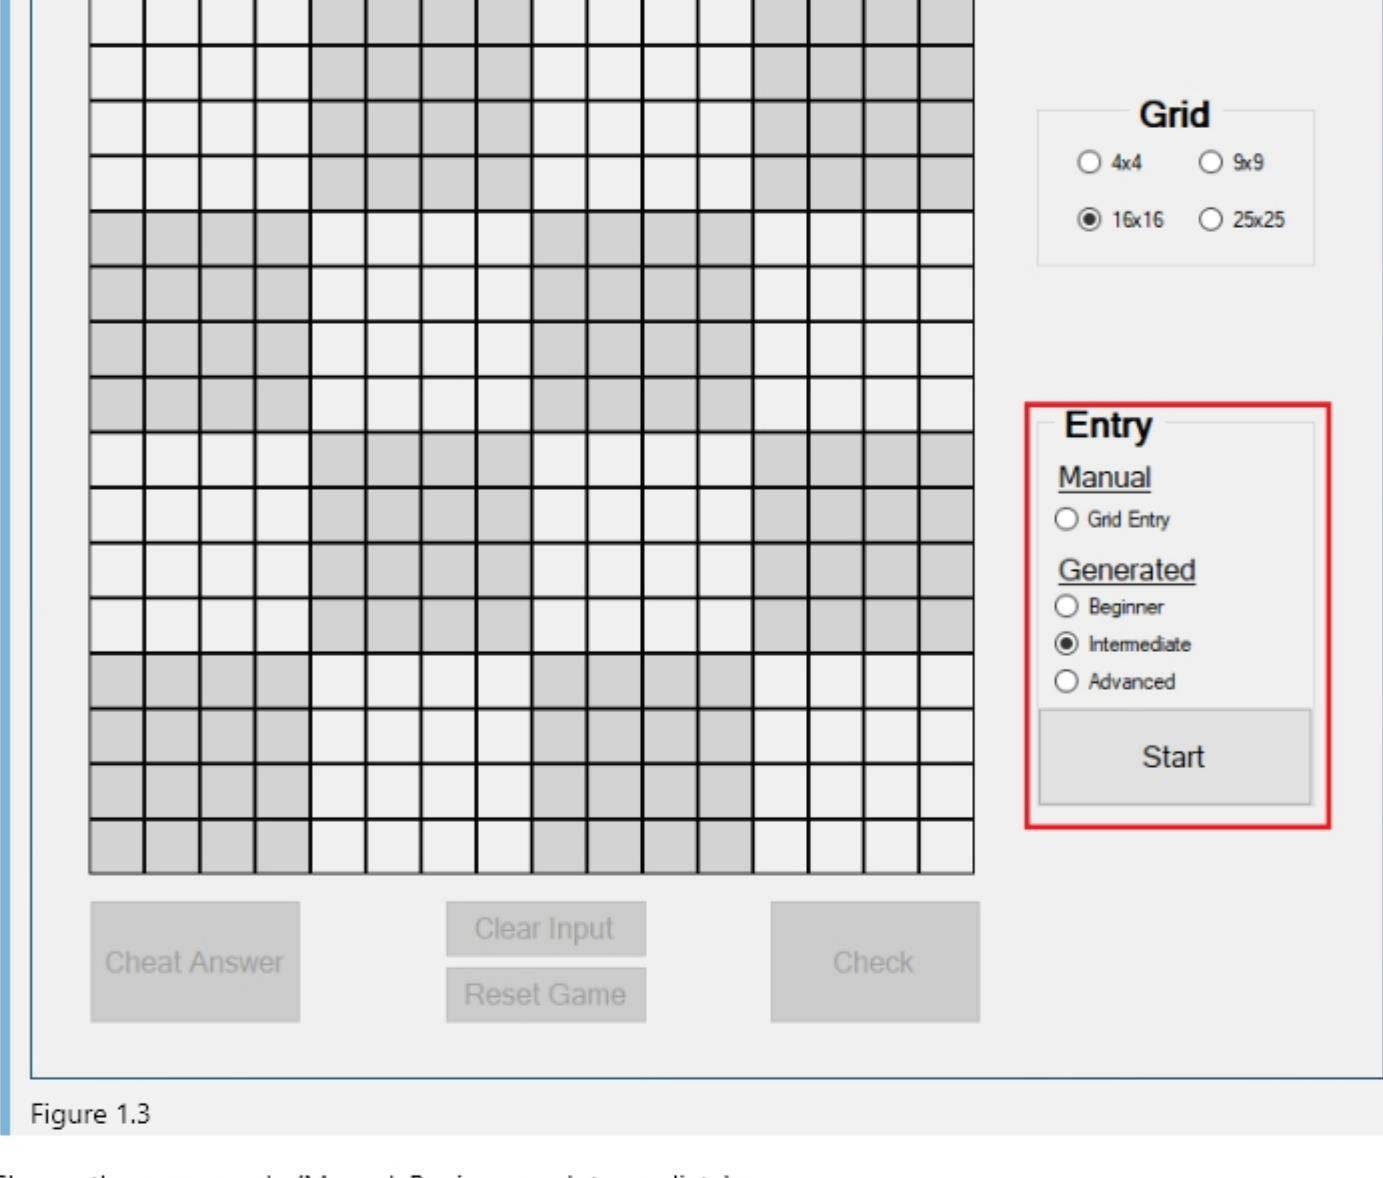 Grid
4x4 9x9
16x16 25x25
Entry
Manual
Grid Entry
Generated
Beginner
Intermediate
Advanced
Start
Cheat Answer
Clear Input
Reset Game
Check
Figure 1.3